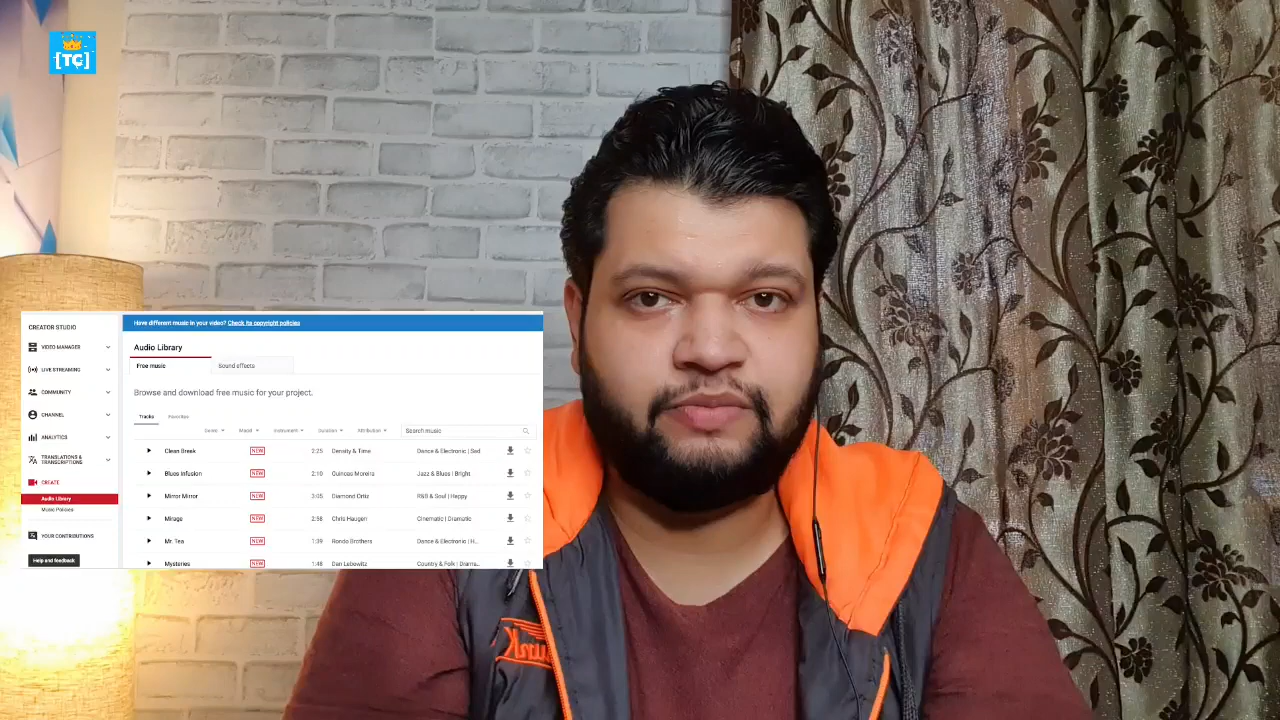 [TC]
CREATOR STUDIO
VIDEO MANAGER
LIVE STREAMING
COMMUNITY
CHANNEL
ANALYTICS
TRANSLATIONS &
TRANSCRIPTIONS
CREATE
Audio Library
Music Policies
YOUR CONTRIBUTIONS
Help and feedback
Have different music in your video? Check its copyright policies
Audio Library
Free music Sound effects
Browse and download free music for your project.
Tracks Favorites
Genre Mood Instrument Duration Attribution Search music
Clean Break NEW 2:25 Density & Time Dance & Electronic | Sad
Blues Infusion NEW 2:10 Quincas Moreira Jazz & Blues | Bright
Mirror Mirror NEW 3:05 Diamond Ortiz R&B & Soul | Happy
Mirage NEW 2:58 Chris Haugen Cinematic | Dramatic
Mr. Tea NEW 1:39 Rondo Brothers Dance & Electronic | H...
Mysteries NEW 1:48 Dan Lebowitz Country & Folk | Drama...